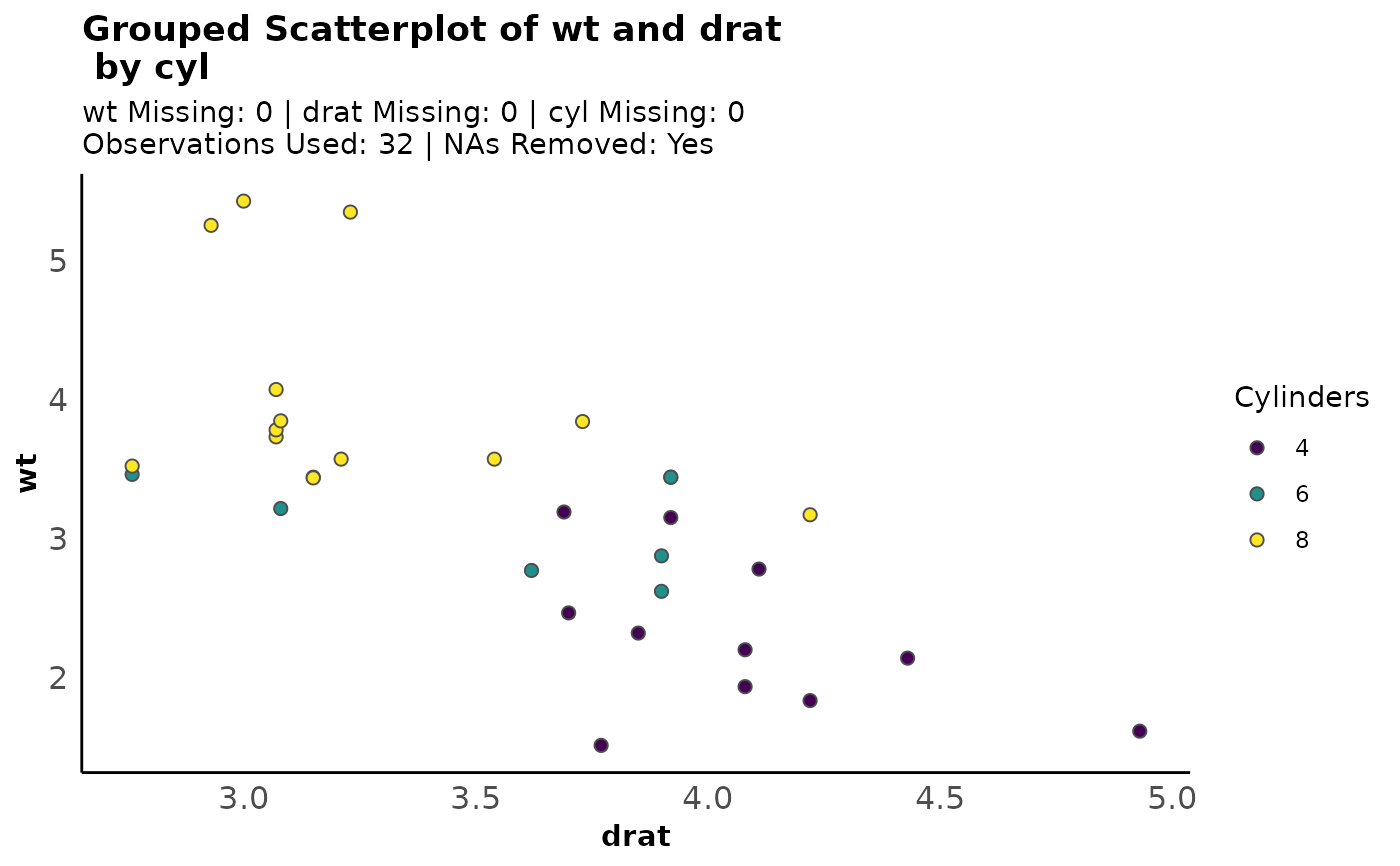 Grouped Scatterplot of wt and drat
by cyl
wt Missing: 0 | drat Missing: 0 | cyl Missing: 0
Observations Used: 32 | NAs Removed: Yes
5
4
3
2
wt
3.0
3.5
4.0
4.5
5.0
drat
Cylinders
4
6
8